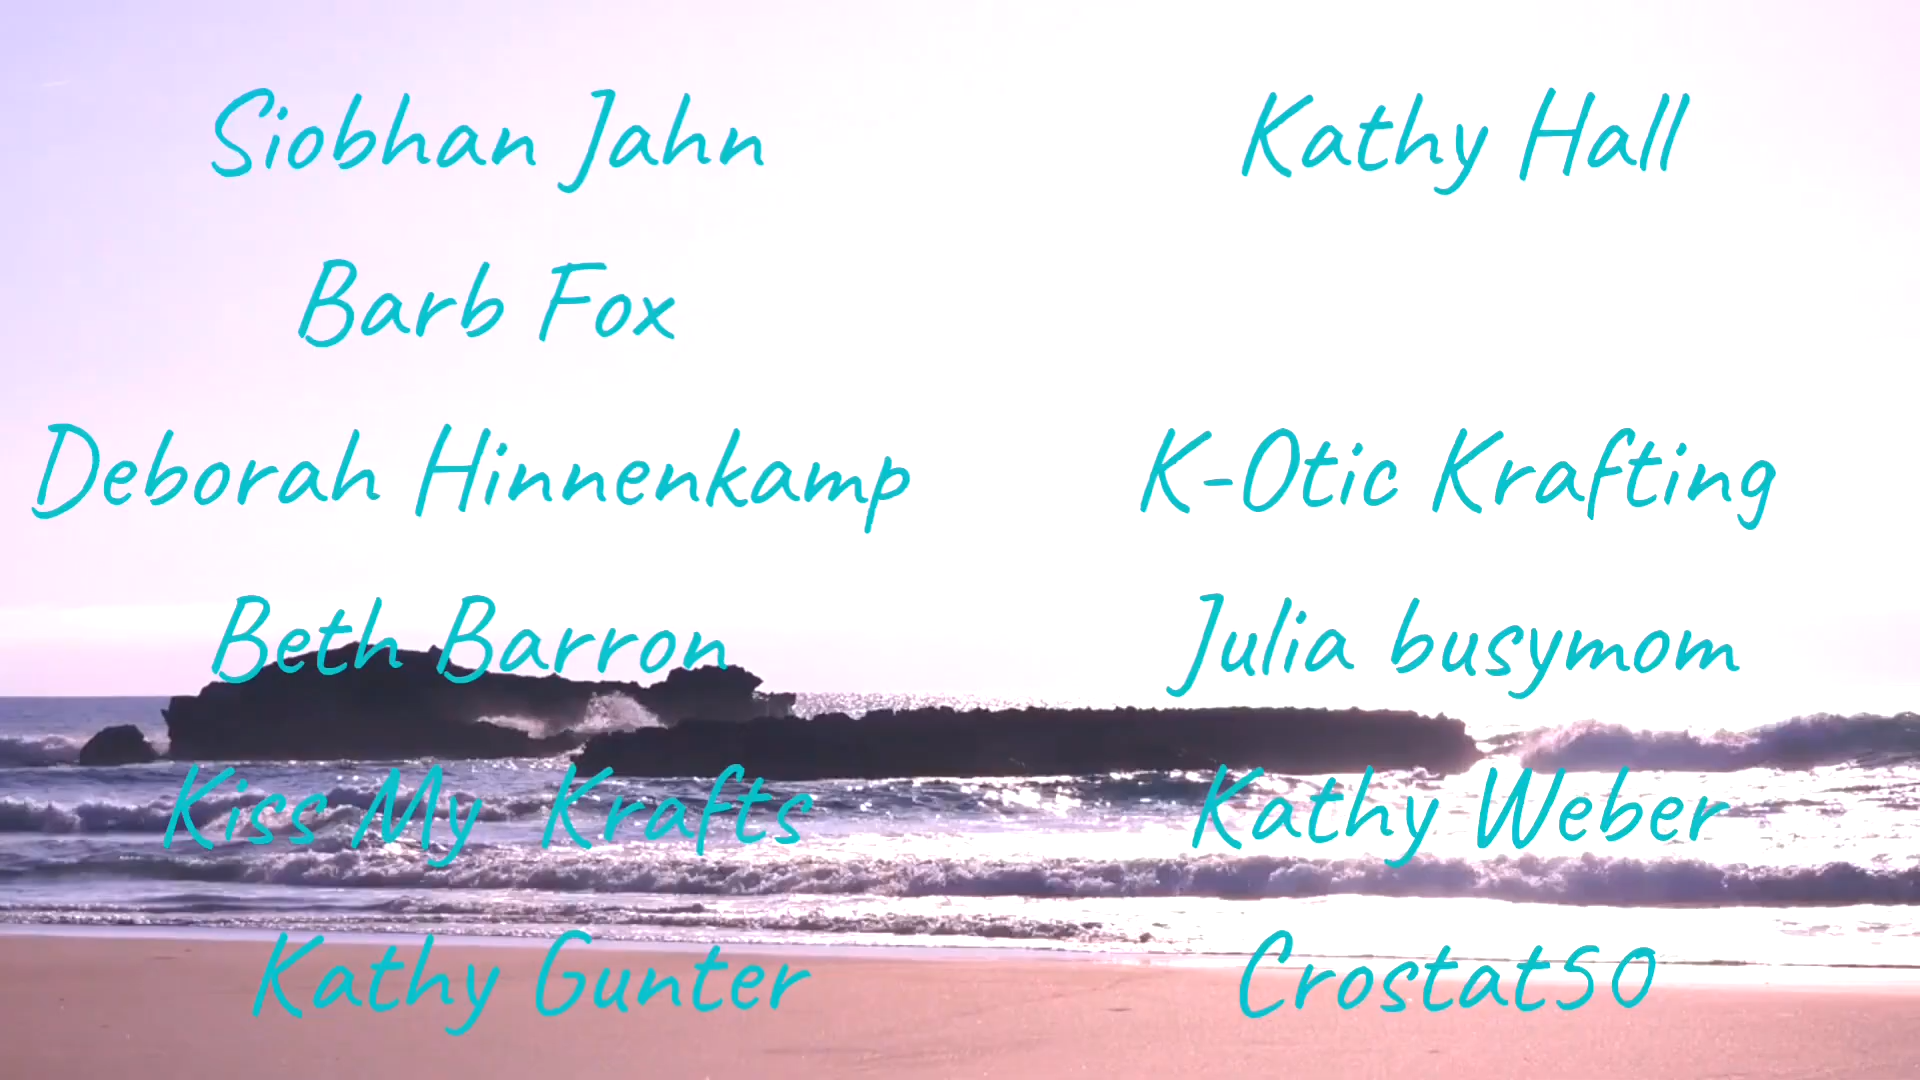 Siobhan Jahn
Kathy Hall
Barb Fox
Deborah Hinnenkamp
K-Otic Krafting
Beth Barron
Julia busymom
Kiss My  Krafts
Kathy Weber
Kathy Gunter
Crostat50